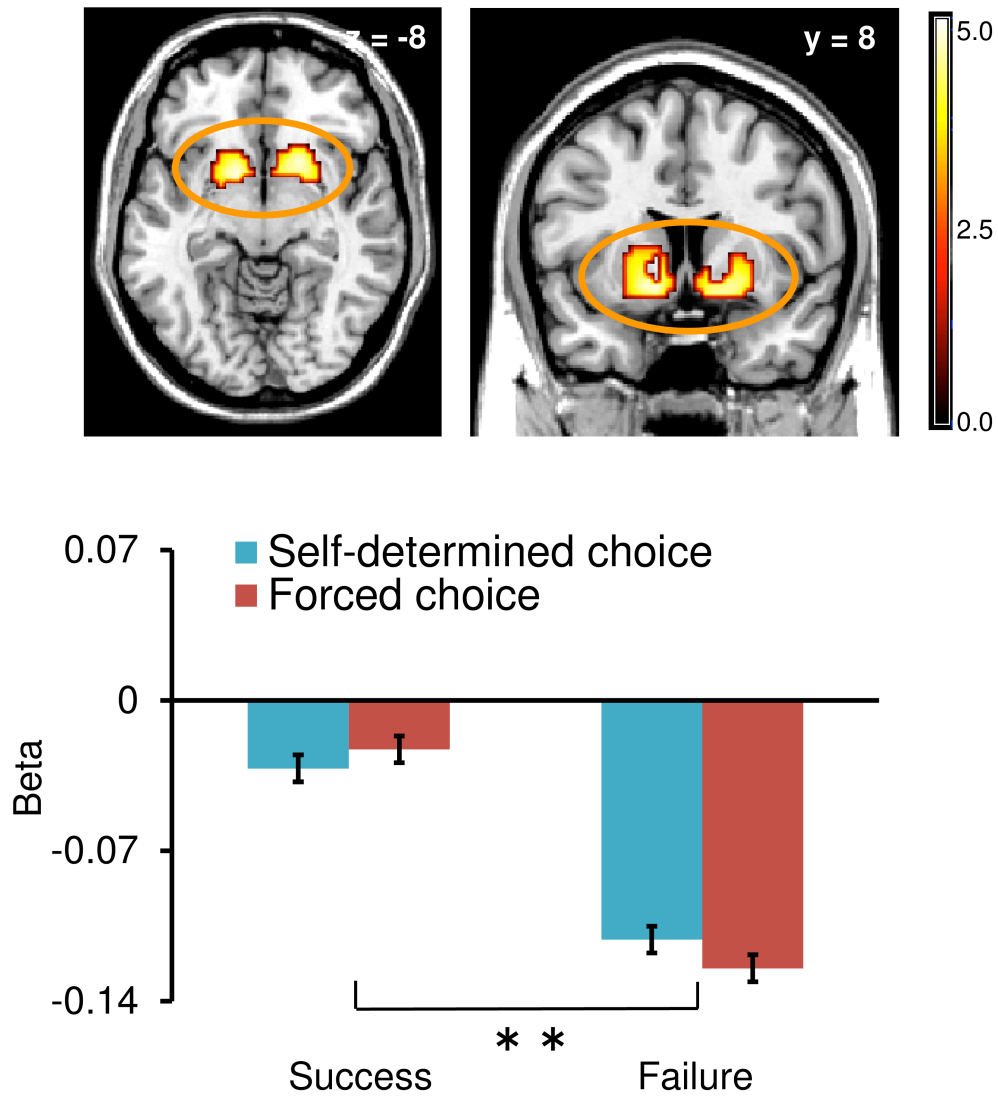 z = -8
y = 8
5.0
2.5
0.0
0.07
Self-determined choice
Forced choice
0
Beta
-0.07
-0.14
* *
Success
Failure